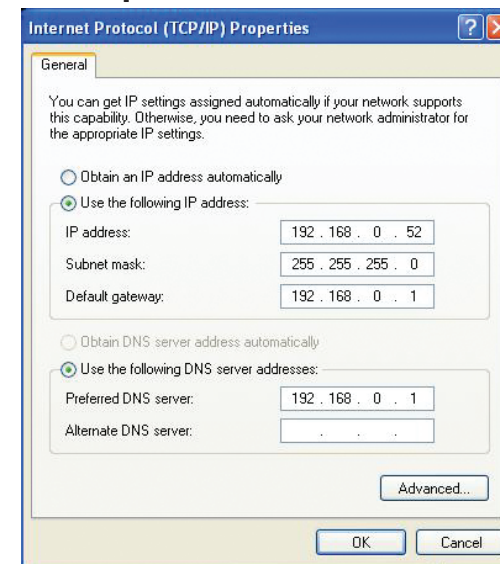 Internet Protocol (TCP/IP) Properties
General
You can get IP settings assigned automatically if your network supports
this capability. Otherwise, you need to ask your network administrator for
the appropriate IP settings.
Obtain an IP address automatically
Use the following IP address:
IP address: 192 . 168 . 0 . 52
Subnet mask: 255 . 255 . 255 . 0
Default gateway: 192 . 168 . 0 . 1
Obtain DNS server address automatically
Use the following DNS server addresses:
Preferred DNS server: 192 . 168 . 0 . 1
Alternate DNS server: . . .
Advanced...
OK Cancel